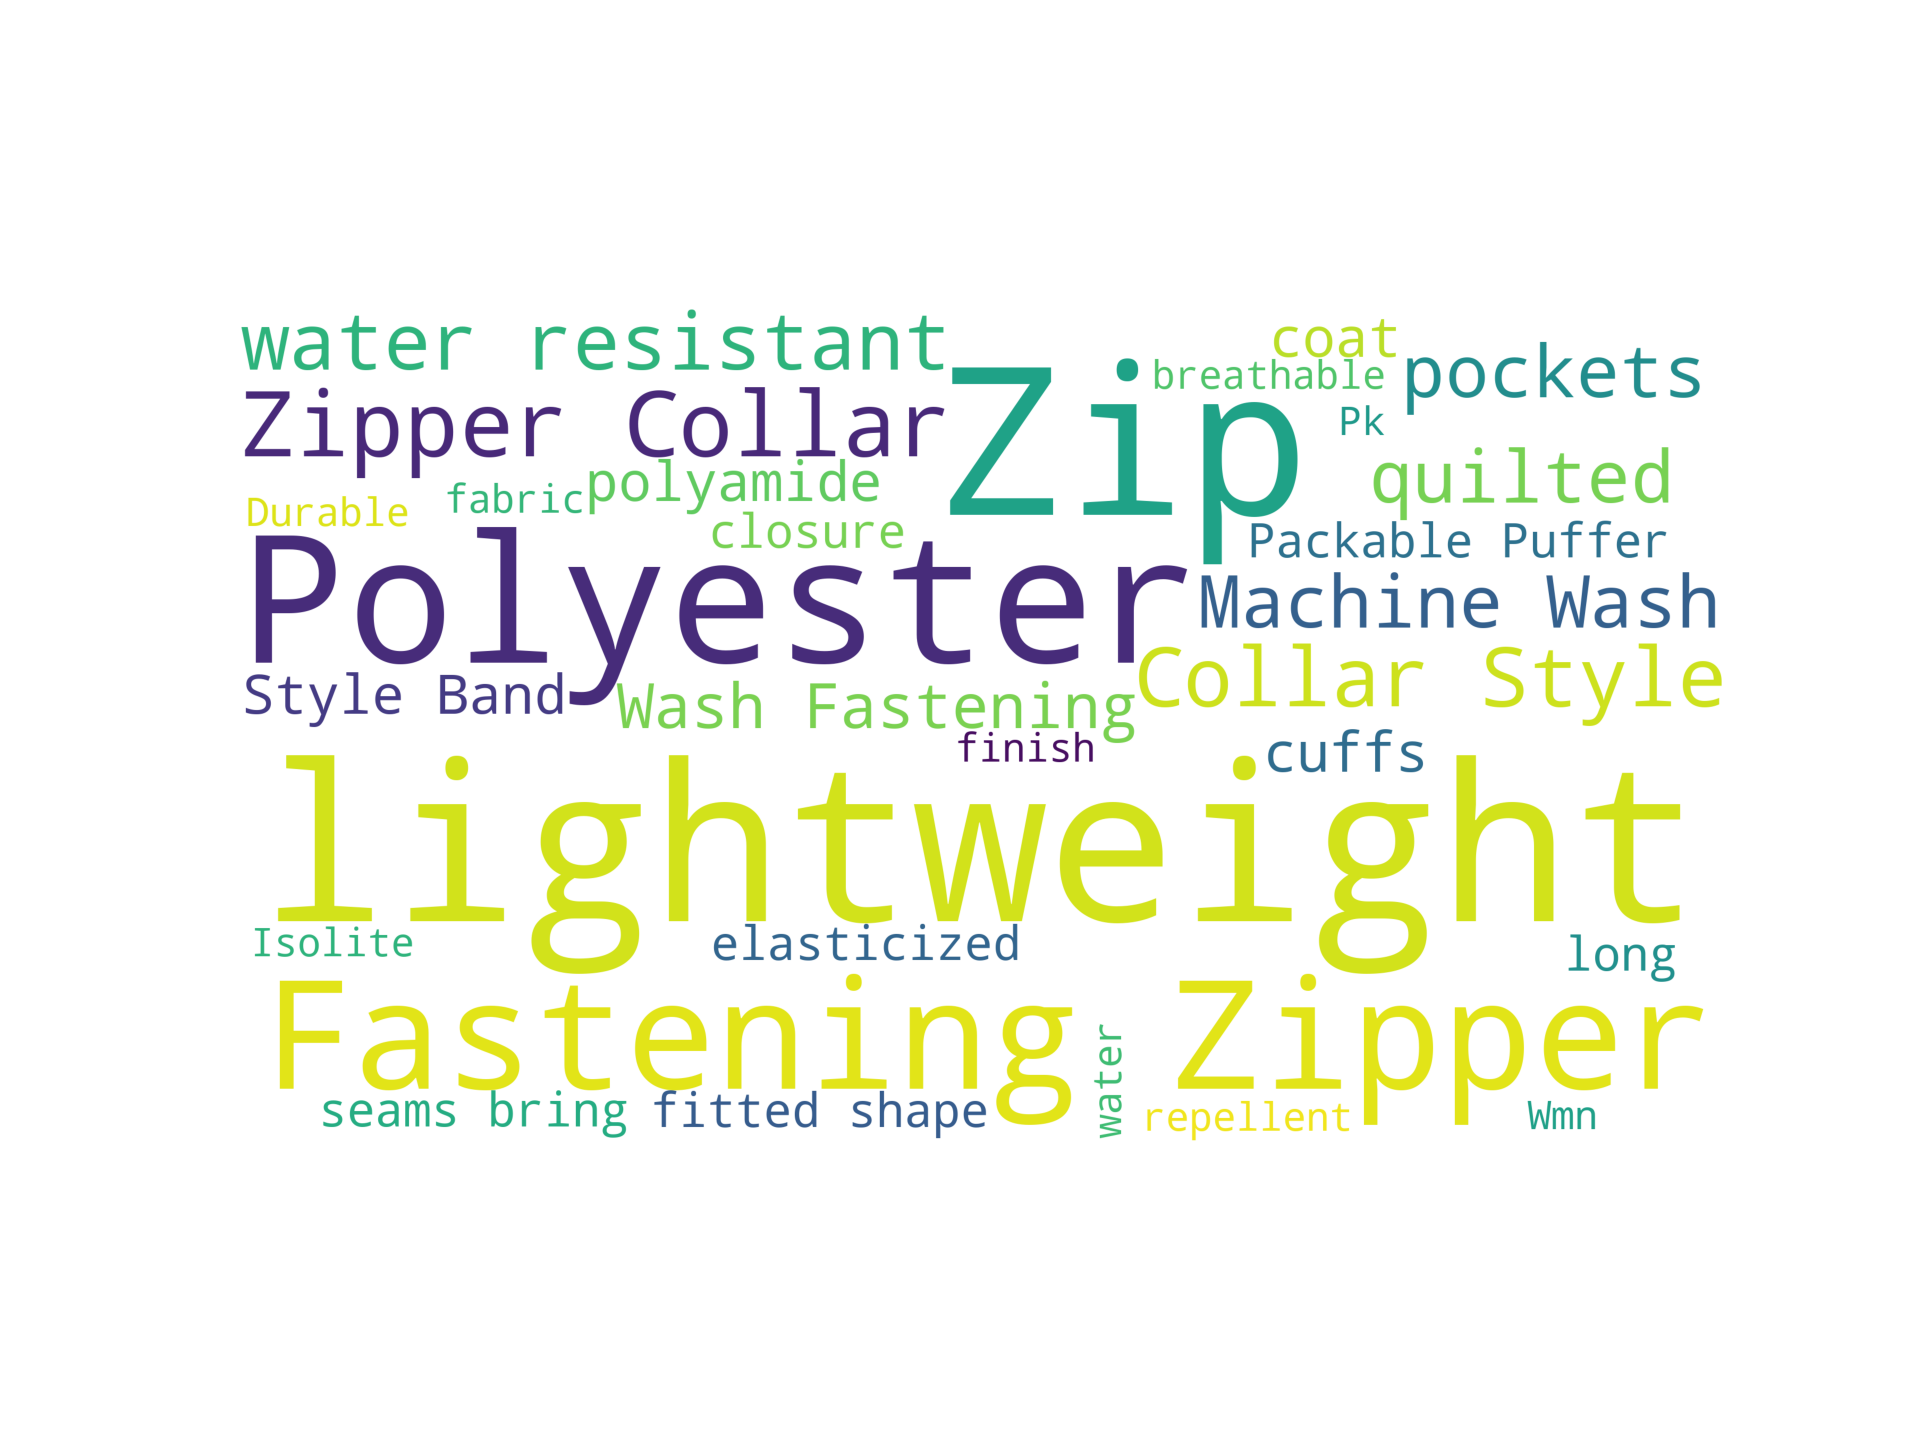 water resistant
coat
breathable
pockets
Zip
Zipper Collar
Pk
polyamide
quilted
Durable
fabric
closure
Packable Puffer
Polyester
Machine Wash
Collar Style
Style Band
Wash Fastening
finish
cuffs
lightweight
Isolite
elasticized
long
Fastening Zipper
water
seams bring
fitted shape
repellent
Wmn